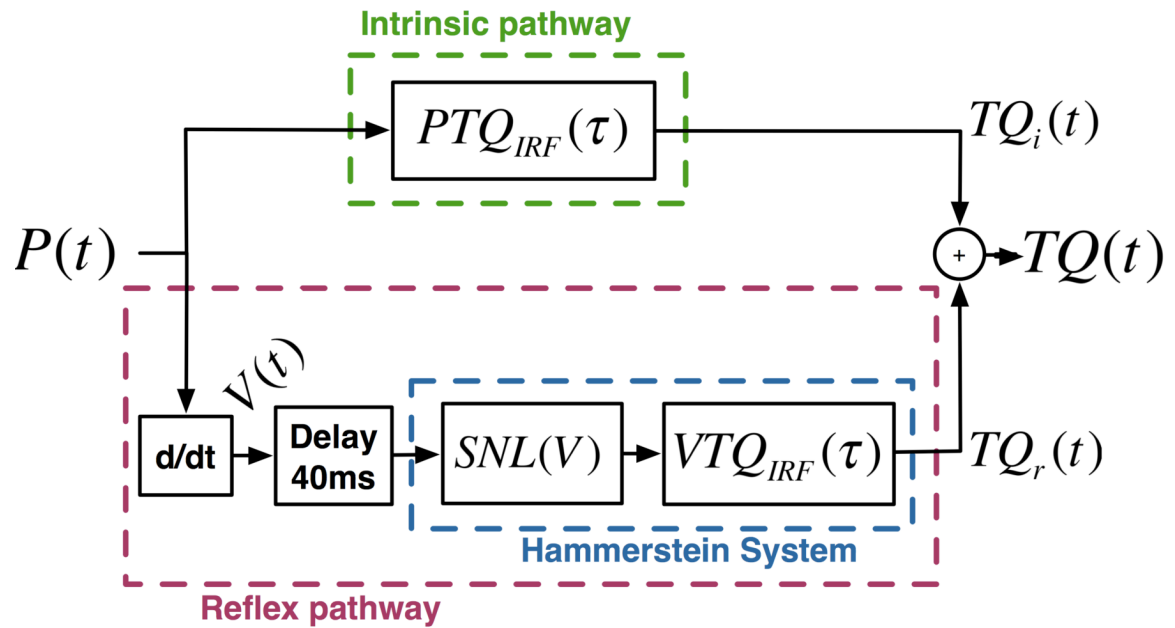 Intrinsic pathway
PTQ_IRF(τ)
TQ_i(t)
P(t)
+
TQ(t)
V(t)
d/dt
Delay
40ms
SNL(V)
VTQ_IRF(τ)
TQ_r(t)
Hammerstein System
Reflex pathway